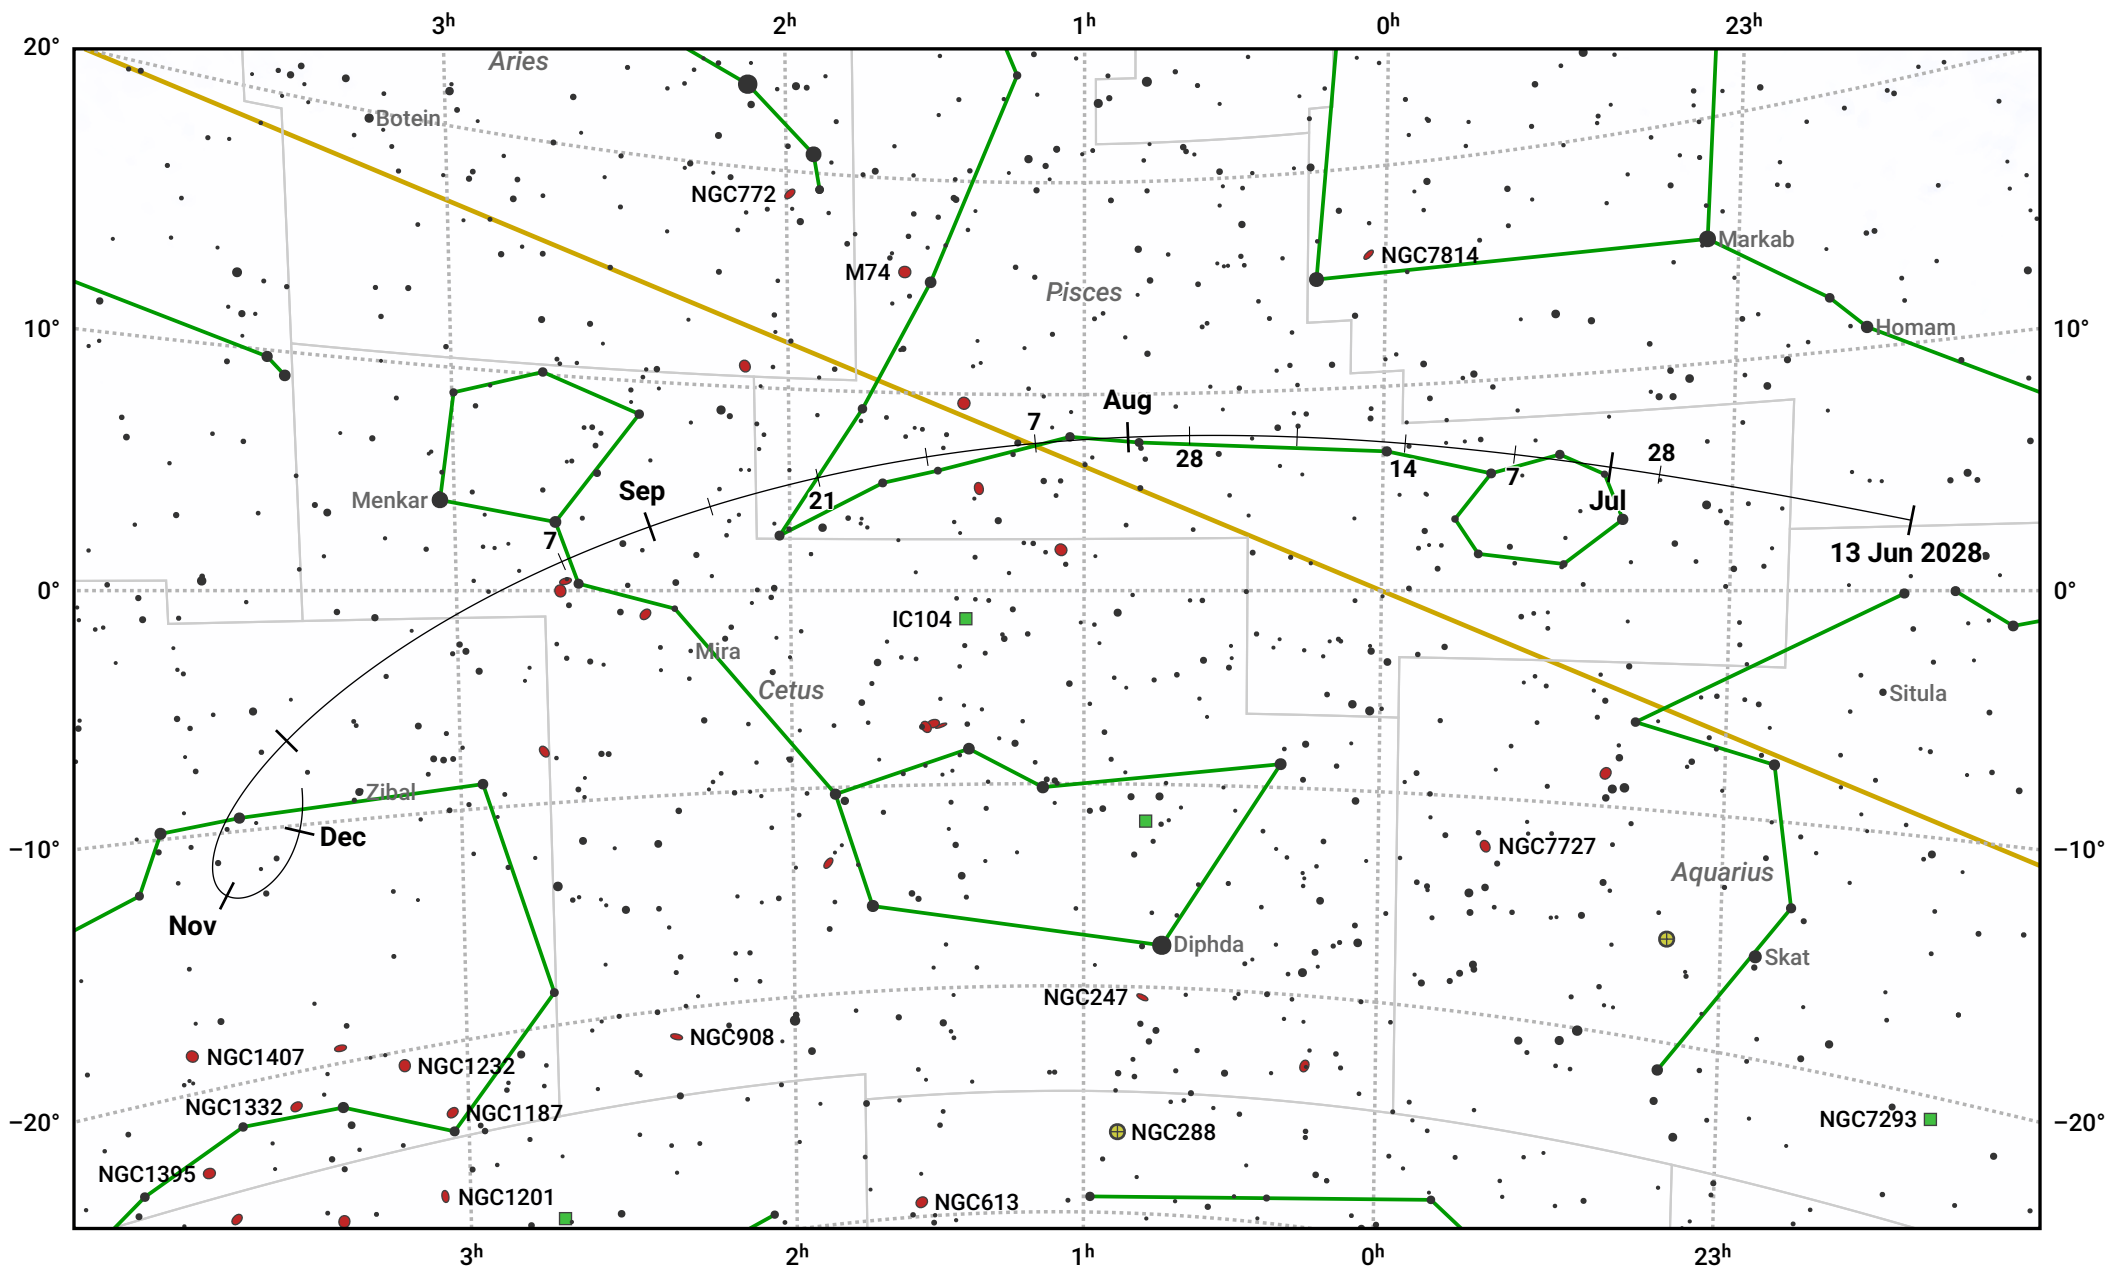 3h 2h 1h 0h 23h
20°
Aries
Botein
NGC772
Markab
NGC7814
M74
Pisces
10° Homam 10°
Aug
7
28
28
14
7
Menkar
Sep
21
Jul
7
13 Jun 2028
0° 0°
IC104
Mira
Cetus
Situla
Zibal
Dec
−10° NGC7727 −10°
Aquarius
Nov
Diphda
Skat
NGC247
NGC908
NGC1407
NGC1232
NGC1332
NGC1187
−20° NGC7293 −20°
NGC288
NGC1395
NGC1201
NGC613
3h 2h 1h 0h 23h